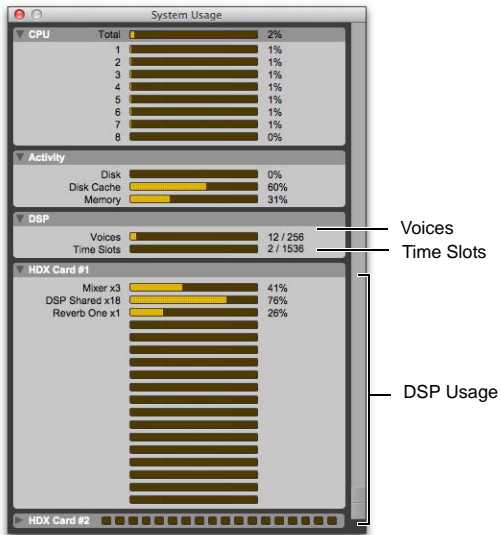 System Usage
CPU Total 2%
1 1%
2 1%
3 1%
4 1%
5 1%
6 1%
7 1%
8 0%
Activity
Disk 0%
Disk Cache 60%
Memory 31%
DSP
Voices 12 / 256
Time Slots 2 / 1536
Voices
Time Slots
HDX Card #1
Mixer x3 41%
DSP Shared x18 76%
Reverb One x1 26%
DSP Usage
HDX Card #2